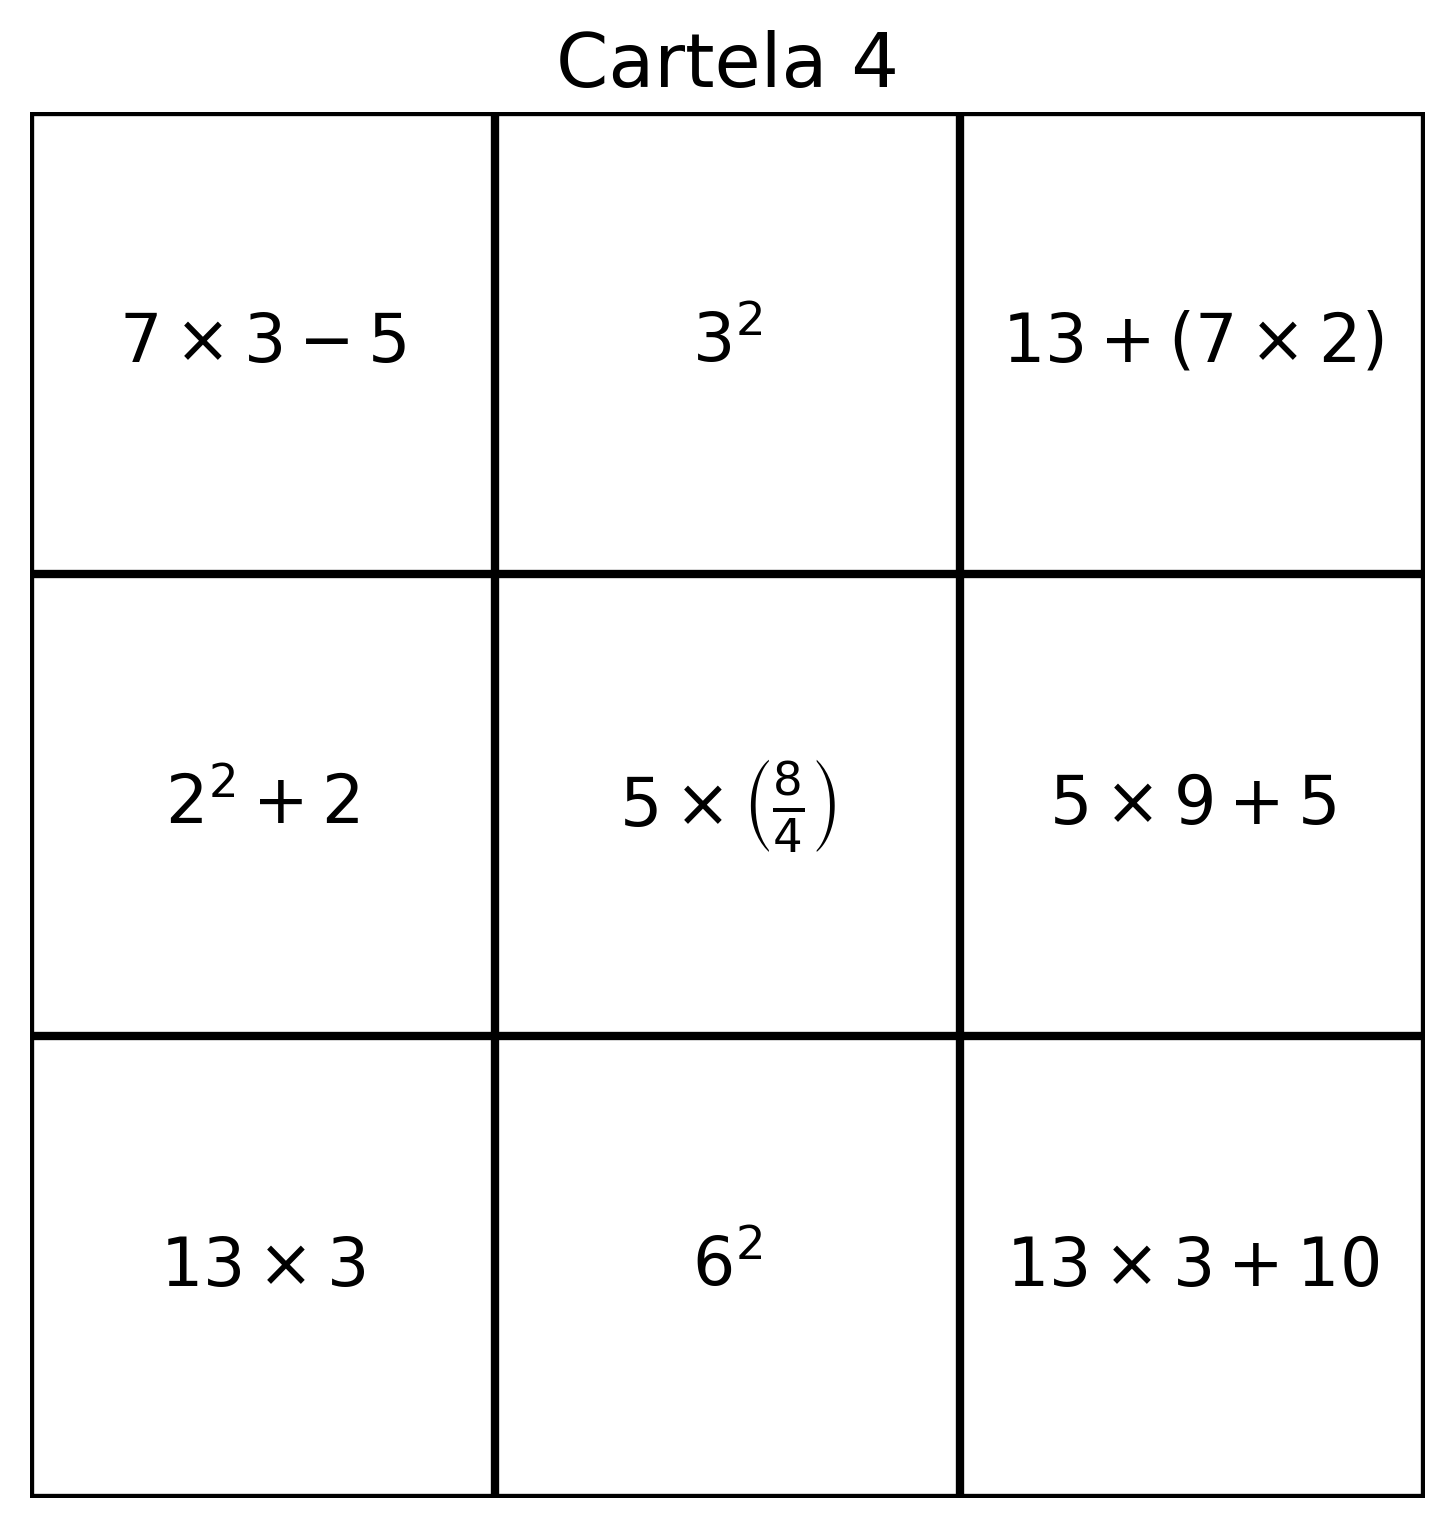 Cartela 4
7 × 3 − 5
3²
13 + (7 × 2)
2² + 2
5 × (8/4)
5 × 9 + 5
13 × 3
6²
13 × 3 + 10